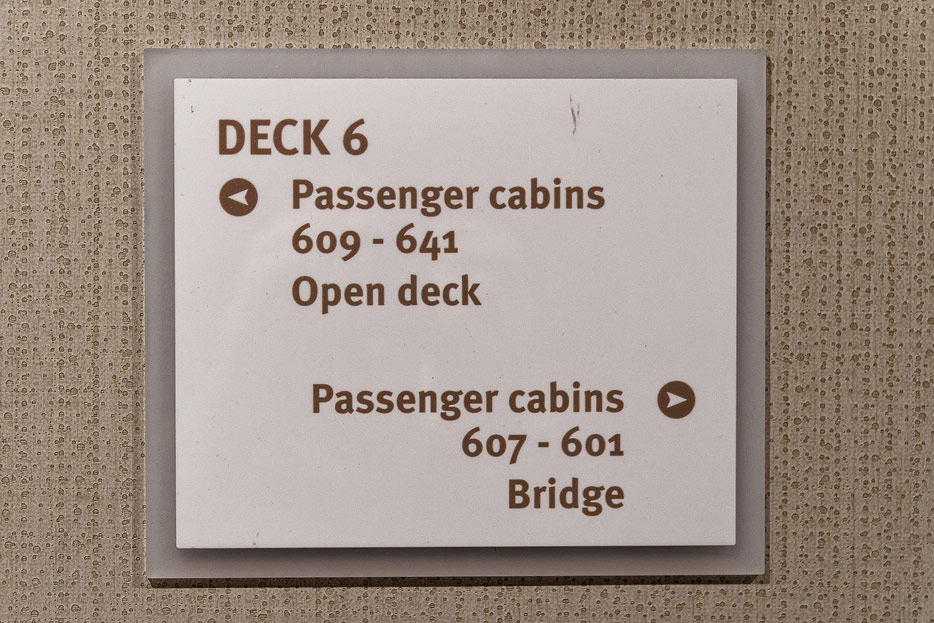 DECK 6
Passenger cabins
609 - 641
Open deck
Passenger cabins
607 - 601
Bridge